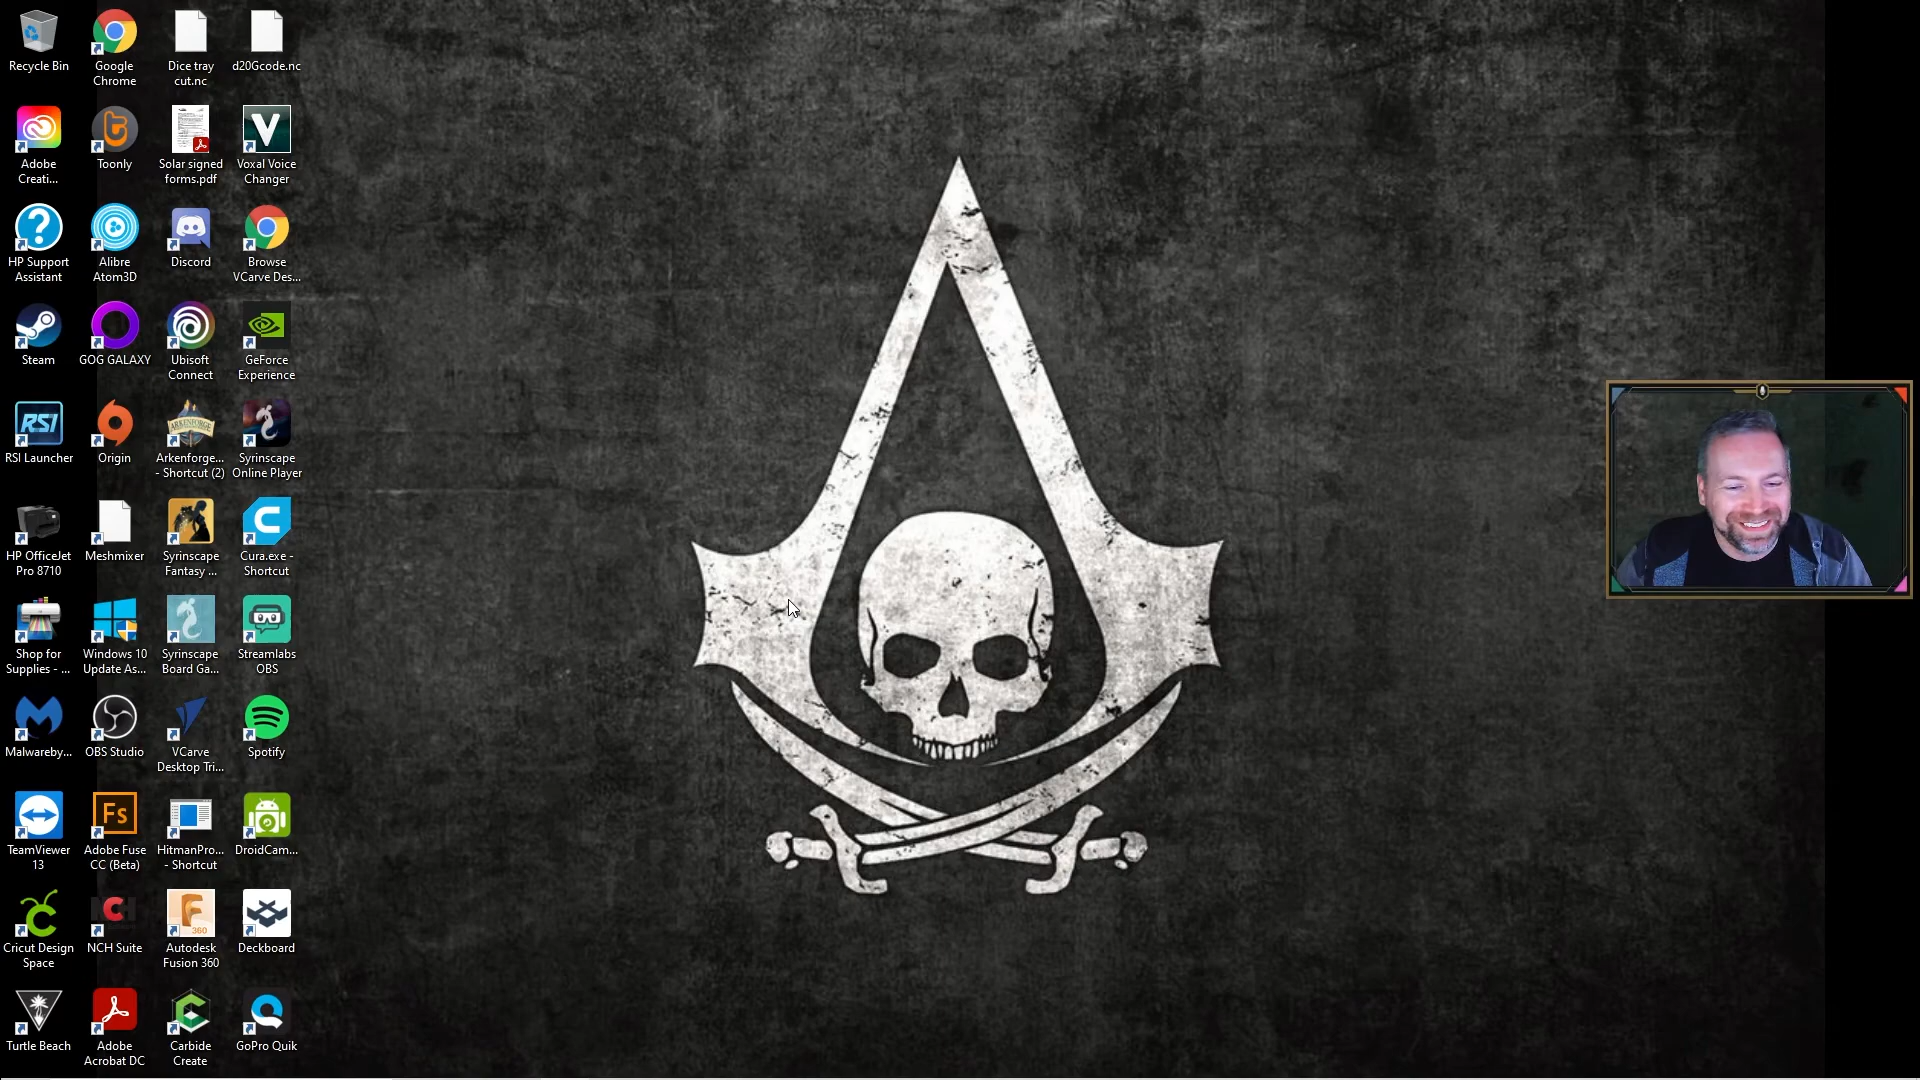 Recycle Bin
Google
Chrome
Dice tray
cut.nc
d20Gcode.nc
Adobe
Creati...
Toonly
Solar signed
forms.pdf
V
Voxal Voice
Changer
?
HP Support
Assistant
Alibre
Atom3D
Discord
Browse
VCarve Des...
Steam
GOG GALAXY
Ubisoft
Connect
GeForce
Experience
RSI
RSI Launcher
Origin
ARKENFORGE
Arkenforge...
- Shortcut (2)
Syrinscape
Online Player
HP OfficeJet
Pro 8710
Meshmixer
Syrinscape
Fantasy ...
C
Cura.exe -
Shortcut
Shop for
Supplies - ...
Windows 10
Update As...
Syrinscape
Board Ga...
Streamlabs
OBS
Malwareby...
OBS Studio
VCarve
Desktop Tri...
Spotify
TeamViewer
13
Fs
Adobe Fuse
CC (Beta)
HitmanPro...
- Shortcut
DroidCam...
Cricut Design
Space
NCH
NCH Suite
F
360
Autodesk
Fusion 360
Deckboard
Turtle Beach
Adobe
Acrobat DC
Carbide
Create
GoPro Quik